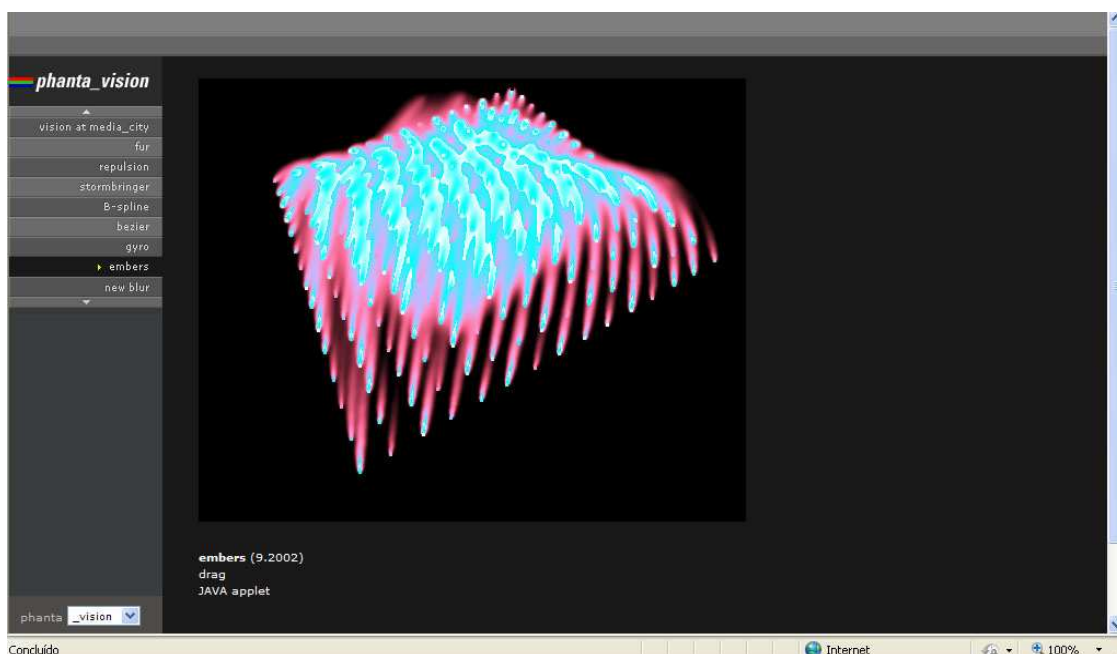 phanta_vision
vision at media_city
fur
repulsion
stormbringer
B-spline
bezier
gyro
embers
new blur
embers (9.2002)
drag
JAVA applet
phanta _vision
Concluído Internet 100%